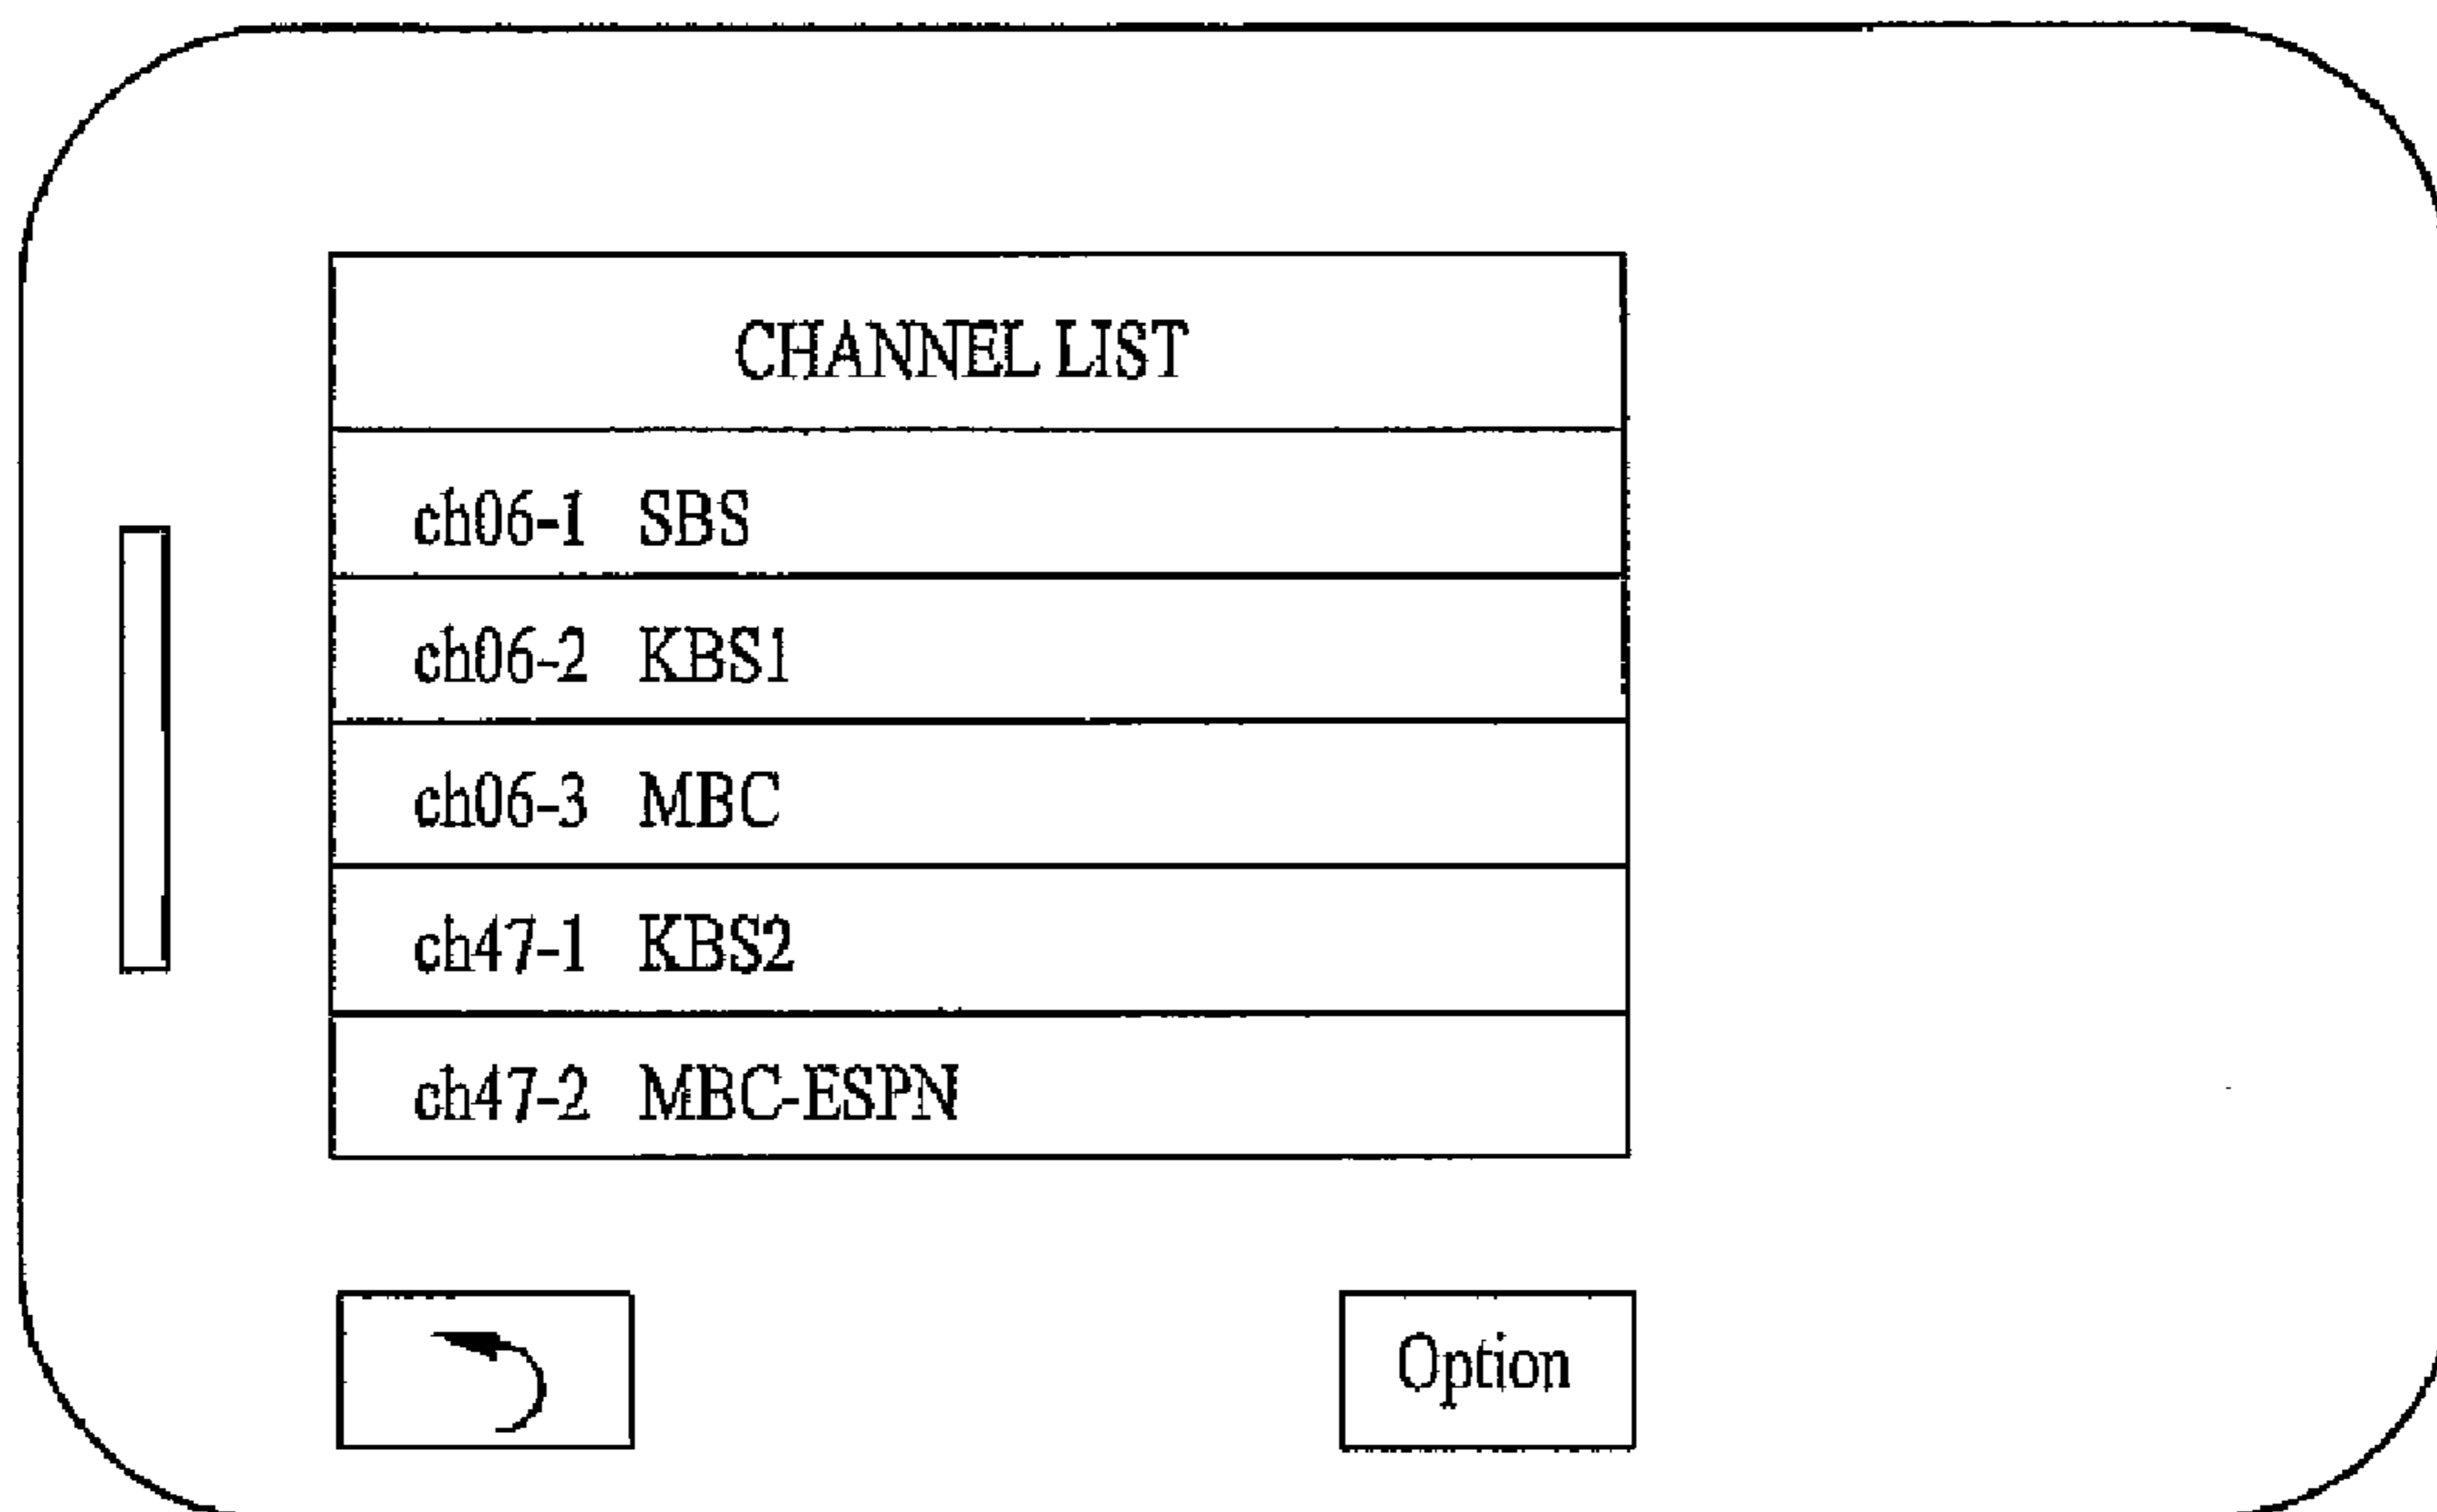 CHANNEL LIST
ch06-1 SBS
ch06-2 KBS1
ch06-3 MBC
ch47-1 KBS2
ch47-2 MBC-ESPN
Option